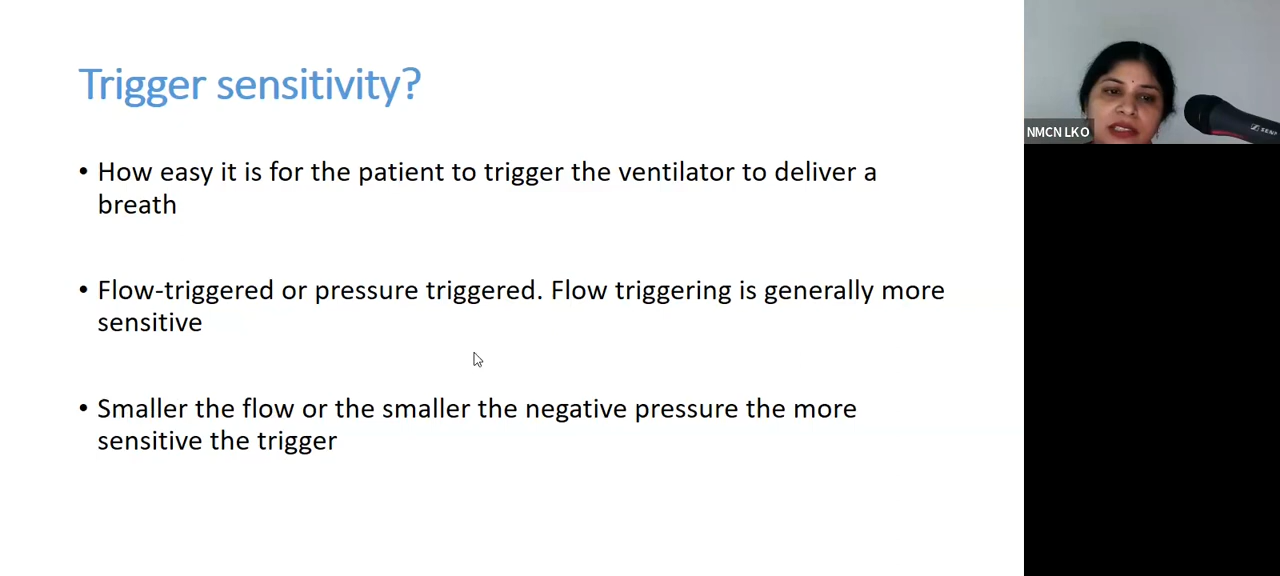 Trigger sensitivity?
• How easy it is for the patient to trigger the ventilator to deliver a
breath
• Flow-triggered or pressure triggered. Flow triggering is generally more
sensitive
• Smaller the flow or the smaller the negative pressure the more
sensitive the trigger
NMCN LKO